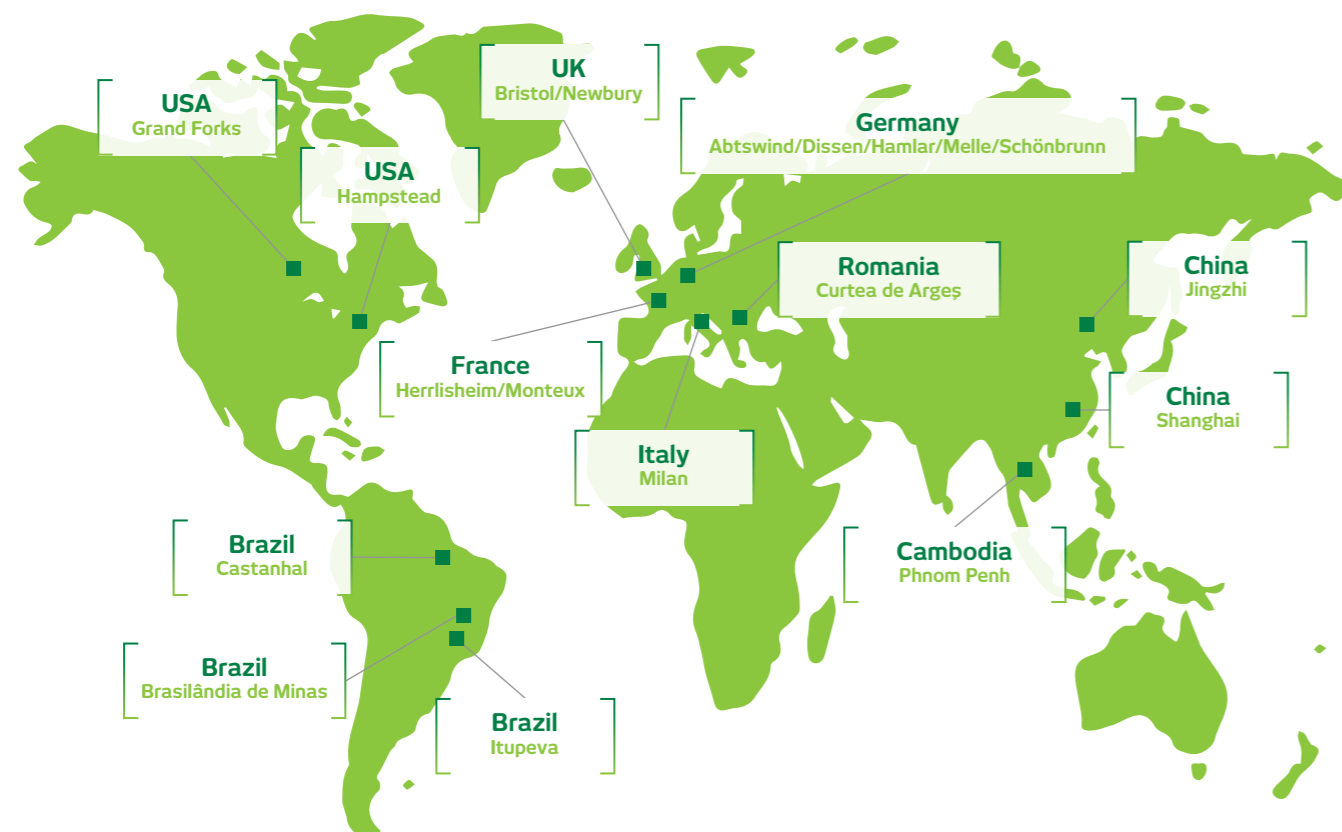 UK
Bristol/Newbury
USA
Grand Forks
Germany
Abtswind/Dissen/Hamlar/Melle/Schönbrunn
USA
Hampstead
Romania
Curtea de Argeş
China
Jingzhi
France
Herrlisheim/Monteux
China
Shanghai
Italy
Milan
Brazil
Castanhal
Cambodia
Phnom Penh
Brazil
Brasilândia de Minas
Brazil
Itupeva